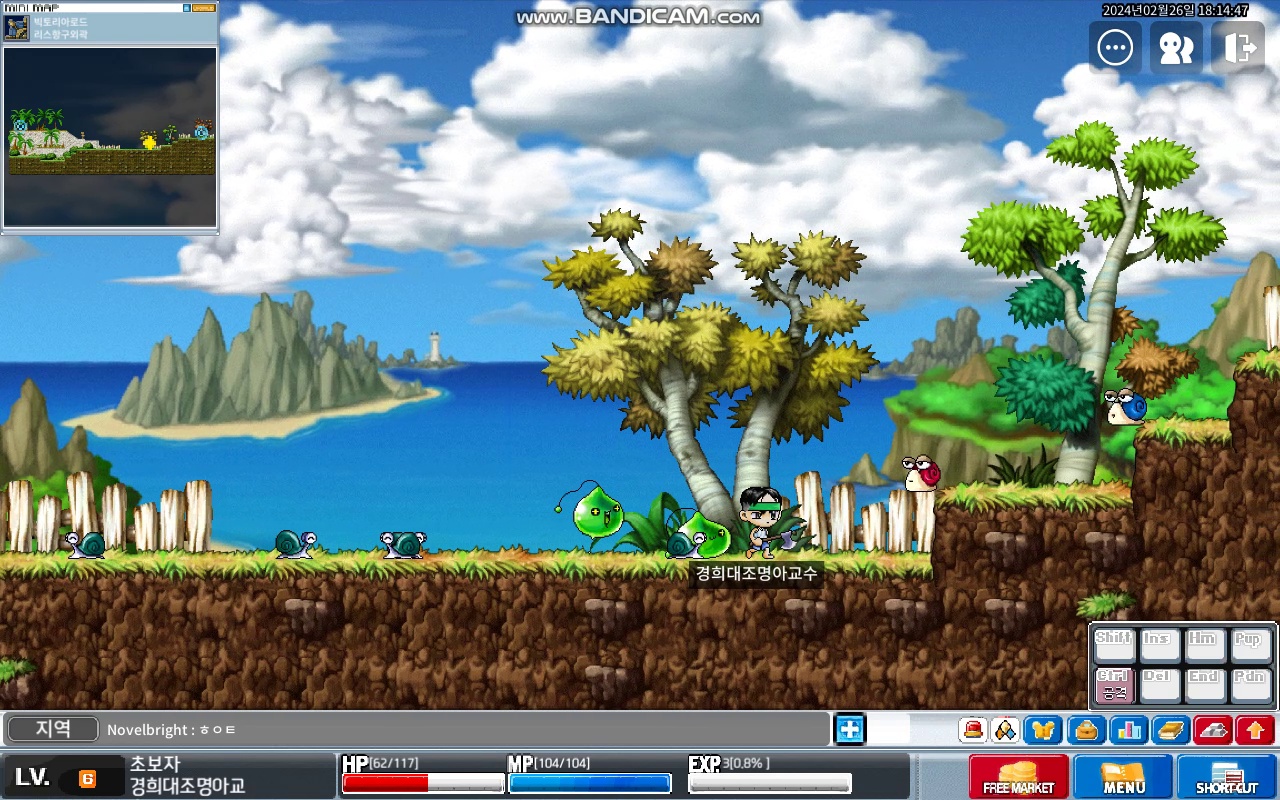 MINI MAP
WORLD
빅토리아로드
리스항구외곽
www.BANDICAM.com
2024년02월26일 18:14:47
경희대조명아교수
Shift Ins Hm Pup
Ctrl Del End Pdn
공격
지역 Novelbright : ㅎㅇㅌ
LV. 6
초보자
경희대조명아교
HP[62/117] MP[104/104] EXP. 3[0.8% ]
FREE MARKET MENU SHORTCUT